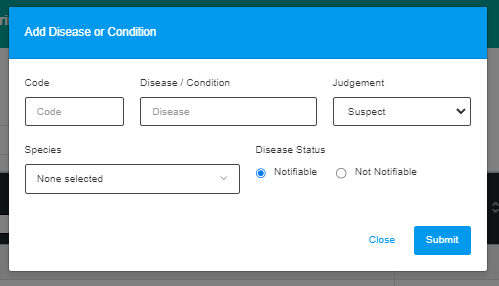 Add Disease or Condition
Code Disease / Condition Judgement
Code Disease Suspect
Species Disease Status
None selected Notifiable Not Notifiable
Close Submit